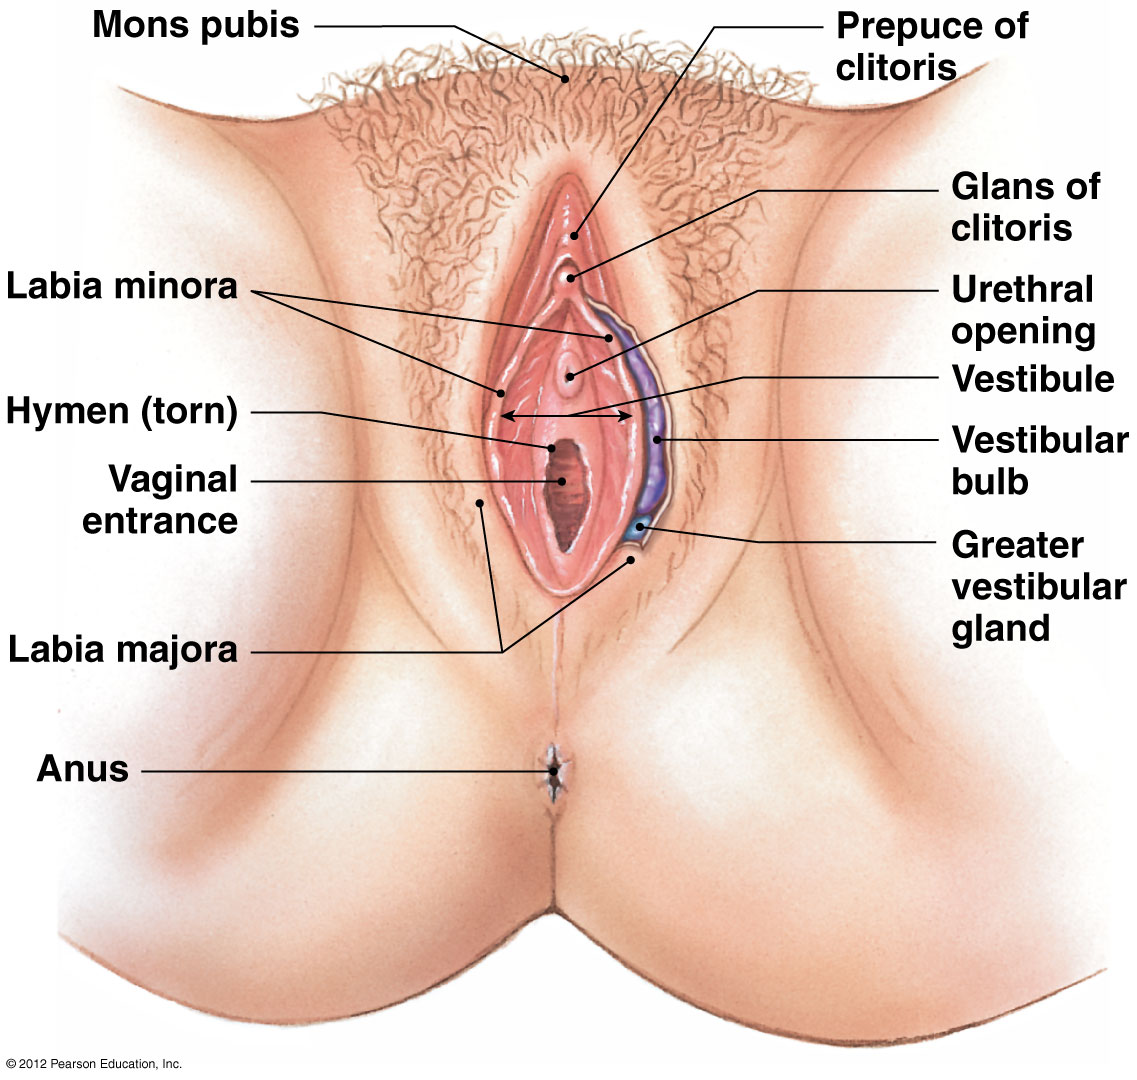 Mons pubis
Prepuce of
clitoris
Glans of
clitoris
Labia minora
Urethral
opening
Vestibule
Hymen (torn)
Vestibular
bulb
Vaginal
entrance
Greater
vestibular
gland
Labia majora
Anus
© 2012 Pearson Education, Inc.